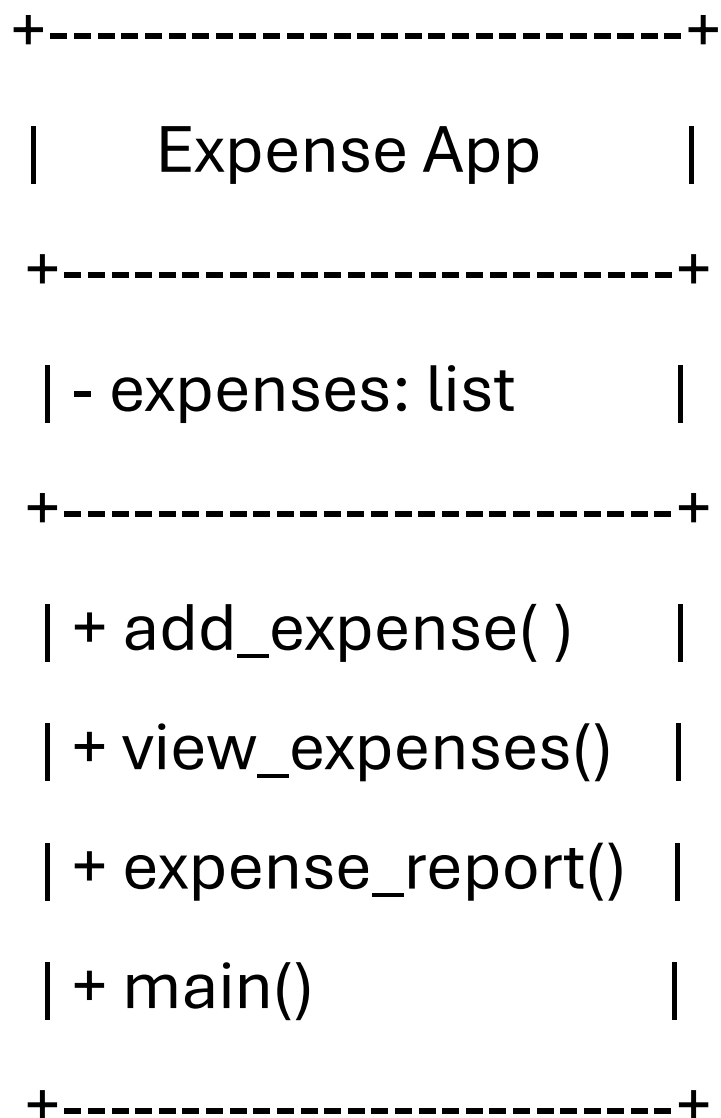 +---------------------------+
| Expense App |
+--------------------------+
| - expenses: list |
+--------------------------+
| + add_expense( ) |
| + view_expenses() |
| + expense_report() |
| + main() |
+--------------------------+